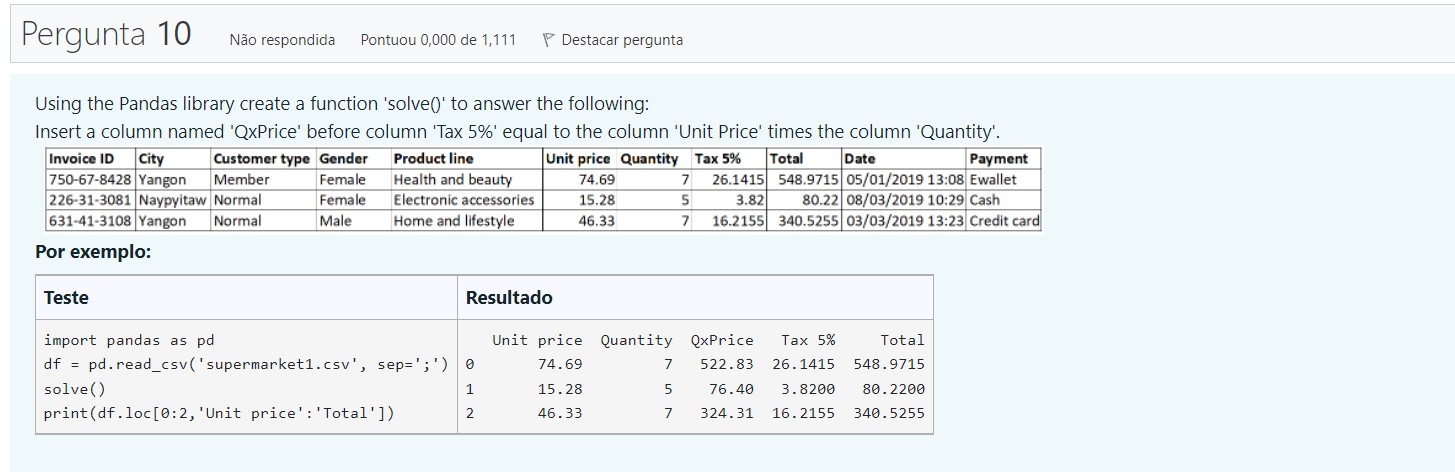 Pergunta 10 Não respondida Pontuou 0,000 de 1,111 Destacar pergunta
Using the Pandas library create a function 'solve()' to answer the following:
Insert a column named 'QxPrice' before column 'Tax 5%' equal to the column 'Unit Price' times the column 'Quantity'.
Invoice ID City Customer type Gender Product line Unit price Quantity Tax 5% Total Date Payment
750-67-8428 Yangon Member Female Health and beauty 74.69 7 26.1415 548.9715 05/01/2019 13:08 Ewallet
226-31-3081 Naypyitaw Normal Female Electronic accessories 15.28 5 3.82 80.22 08/03/2019 10:29 Cash
631-41-3108 Yangon Normal Male Home and lifestyle 46.33 7 16.2155 340.5255 03/03/2019 13:23 Credit card
Por exemplo:
Teste Resultado
import pandas as pd Unit price Quantity QxPrice Tax 5% Total
df = pd.read_csv('supermarket1.csv', sep=';') 0 74.69 7 522.83 26.1415 548.9715
solve() 1 15.28 5 76.40 3.8200 80.2200
print(df.loc[0:2,'Unit price':'Total']) 2 46.33 7 324.31 16.2155 340.5255